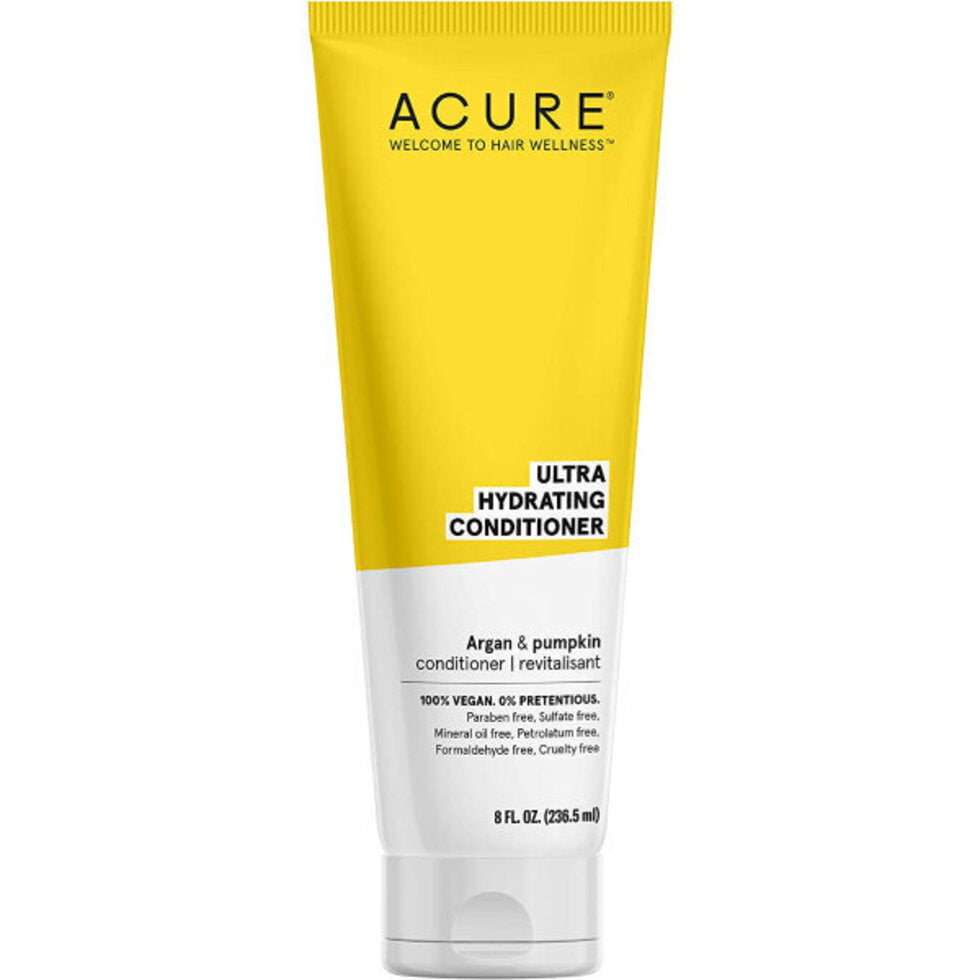 ACURE®
WELCOME TO HAIR WELLNESS™
ULTRA
HYDRATING
CONDITIONER
Argan & pumpkin
conditioner | revitalisant
100% VEGAN. 0% PRETENTIOUS.
Paraben free, Sulfate free,
Mineral oil free, Petrolatum free,
Formaldehyde free, Cruelty free
8 FL. OZ. (236.5 ml)